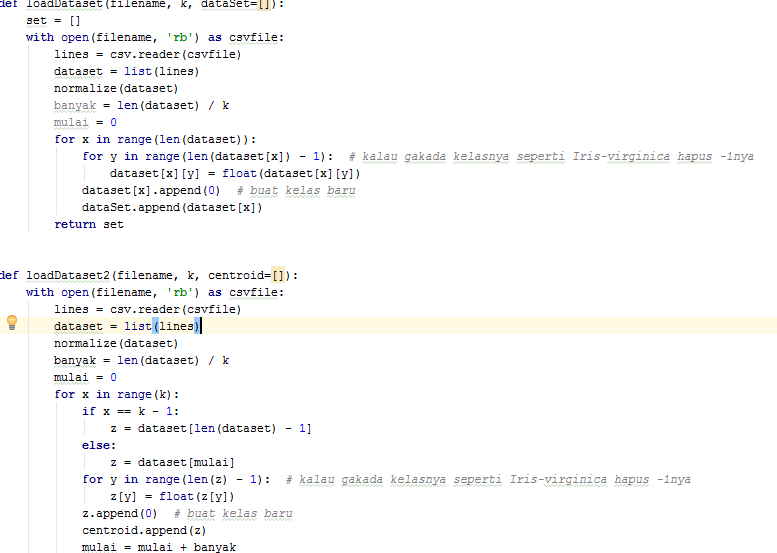 def loadDataset(filename, k, dataSet=[]):
    set = []
    with open(filename, 'rb') as csvfile:
        lines = csv.reader(csvfile)
        dataset = list(lines)
        normalize(dataset)
        banyak = len(dataset) / k
        mulai = 0
        for x in range(len(dataset)):
            for y in range(len(dataset[x]) - 1):  # kalau gakada kelasnya seperti Iris-virginica hapus -1nya
                dataset[x][y] = float(dataset[x][y])
            dataset[x].append(0)  # buat kelas baru
            dataSet.append(dataset[x])
        return set
def loadDataset2(filename, k, centroid=[]):
    with open(filename, 'rb') as csvfile:
        lines = csv.reader(csvfile)
        dataset = list(lines)
        normalize(dataset)
        banyak = len(dataset) / k
        mulai = 0
        for x in range(k):
            if x == k - 1:
                z = dataset[len(dataset) - 1]
            else:
                z = dataset[mulai]
            for y in range(len(z) - 1):  # kalau gakada kelasnya seperti Iris-virginica hapus -1nya
                z[y] = float(z[y])
            z.append(0)  # buat kelas baru
            centroid.append(z)
            mulai = mulai + banyak